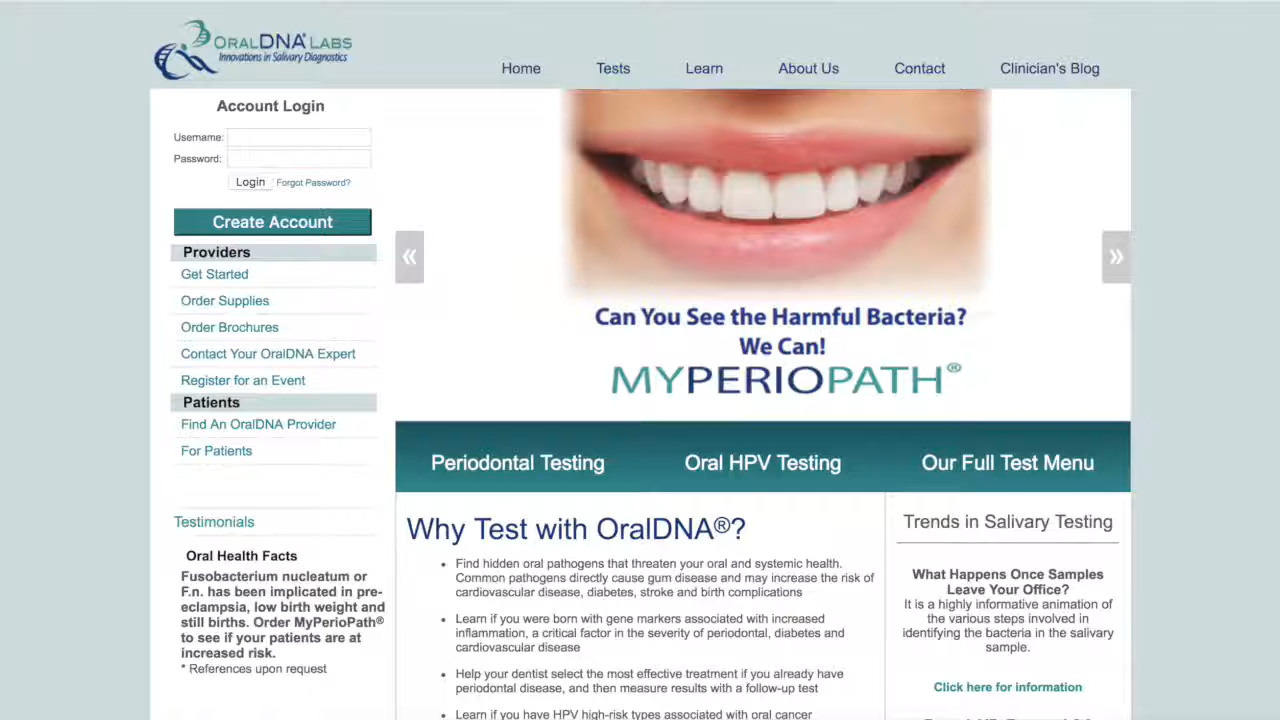 ORALDNA® LABS
Innovations in Salivary Diagnostics
Home
Tests
Learn
About Us
Contact
Clinician's Blog
Account Login
Username:
Password:
Login
Forgot Password?
Create Account
Providers
Get Started
Order Supplies
Order Brochures
Contact Your OralDNA Expert
Register for an Event
Patients
Find An OralDNA Provider
For Patients
Testimonials
Oral Health Facts
Fusobacterium nucleatum or
F.n. has been implicated in pre-
eclampsia, low birth weight and
still births. Order MyPerioPath®
to see if your patients are at
increased risk.
* References upon request
«
»
Can You See the Harmful Bacteria?
We Can!
MYPERIOPATH®
Periodontal Testing
Oral HPV Testing
Our Full Test Menu
Why Test with OralDNA®?
• Find hidden oral pathogens that threaten your oral and systemic health.
Common pathogens directly cause gum disease and may increase the risk of
cardiovascular disease, diabetes, stroke and birth complications
• Learn if you were born with gene markers associated with increased
inflammation, a critical factor in the severity of periodontal, diabetes and
cardiovascular disease
• Help your dentist select the most effective treatment if you already have
periodontal disease, and then measure results with a follow-up test
• Learn if you have HPV high-risk types associated with oral cancer
Trends in Salivary Testing
What Happens Once Samples
Leave Your Office?
It is a highly informative animation of
the various steps involved in
identifying the bacteria in the salivary
sample.
Click here for information